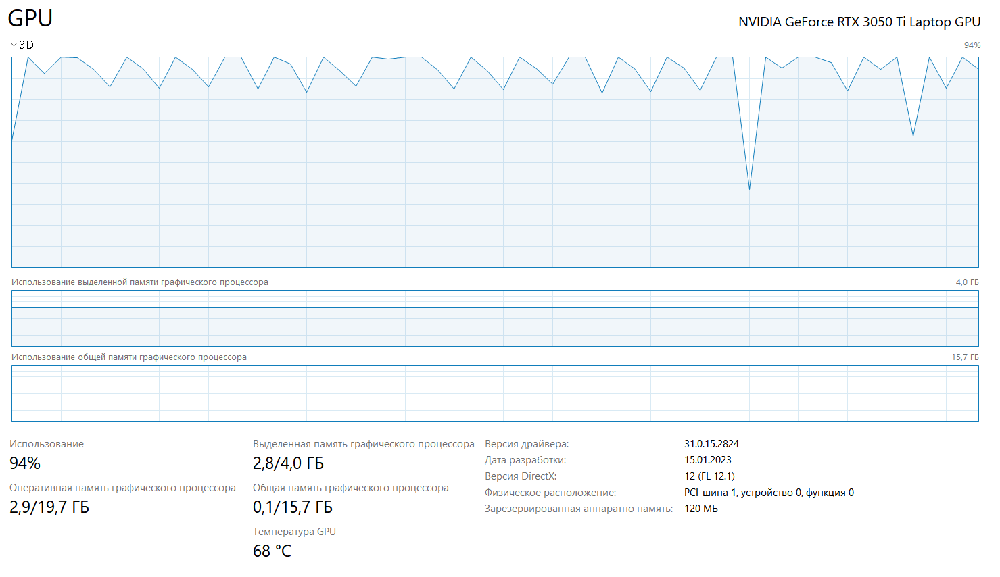 GPU
NVIDIA GeForce RTX 3050 Ti Laptop GPU
3D
94%
Использование выделенной памяти графического процессора
4,0 ГБ
Использование общей памяти графического процессора
15,7 ГБ
Использование
94%
Оперативная память графического процессора
2,9/19,7 ГБ
Выделенная память графического процессора
2,8/4,0 ГБ
Общая память графического процессора
0,1/15,7 ГБ
Температура GPU
68 °C
Версия драйвера: 31.0.15.2824
Дата разработки: 15.01.2023
Версия DirectX: 12 (FL 12.1)
Физическое расположение: PCI-шина 1, устройство 0, функция 0
Зарезервированная аппаратно память: 120 МБ